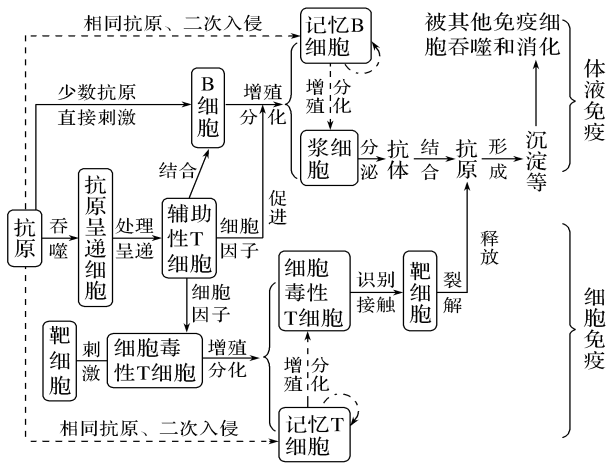 相同抗原、二次入侵
记忆B
细胞
被其他免疫细
胞吞噬和消化
少数抗原
直接刺激
B
细
胞
增殖
分化
增
殖
分
化
体
液
免
疫
浆细
胞
分
泌
抗
体
结
合
抗
原
形
成
沉
淀
等
结合
抗
原
吞
噬
抗
原
呈
递
细
胞
处理
呈递
辅助
性T
细胞
细胞
因子
促
进
释
放
细胞
因子
细胞
毒性
T细胞
识别
接触
靶
细
胞
裂
解
细
胞
免
疫
靶
细
胞
刺
激
细胞毒
性T细胞
增殖
分化
增
殖
分
化
相同抗原、二次入侵
记忆T
细胞